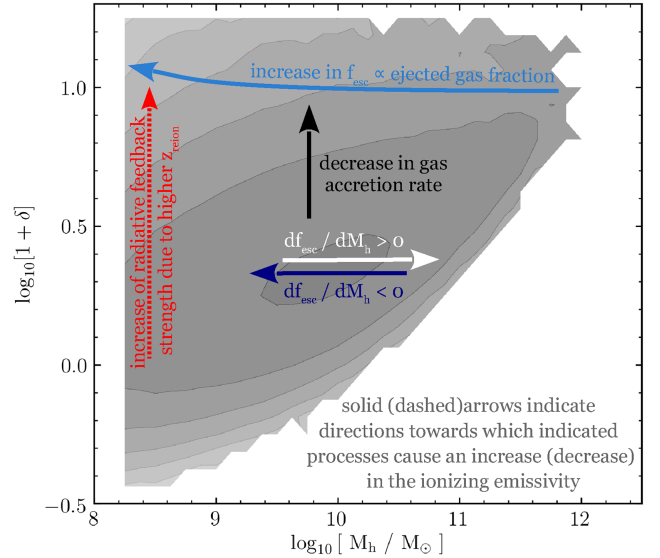 increase in f_esc ∝ ejected gas fraction
increase of radiative feedback
strength due to higher z_reion
decrease in gas
accretion rate
df_esc / dM_h > 0
df_esc / dM_h < 0
solid (dashed)arrows indicate
directions towards which indicated
processes cause an increase (decrease)
in the ionizing emissivity
log10[1 + δ]
1.0
0.5
0.0
−0.5
8 9 10 11 12
log10[ M_h / M_⊙ ]